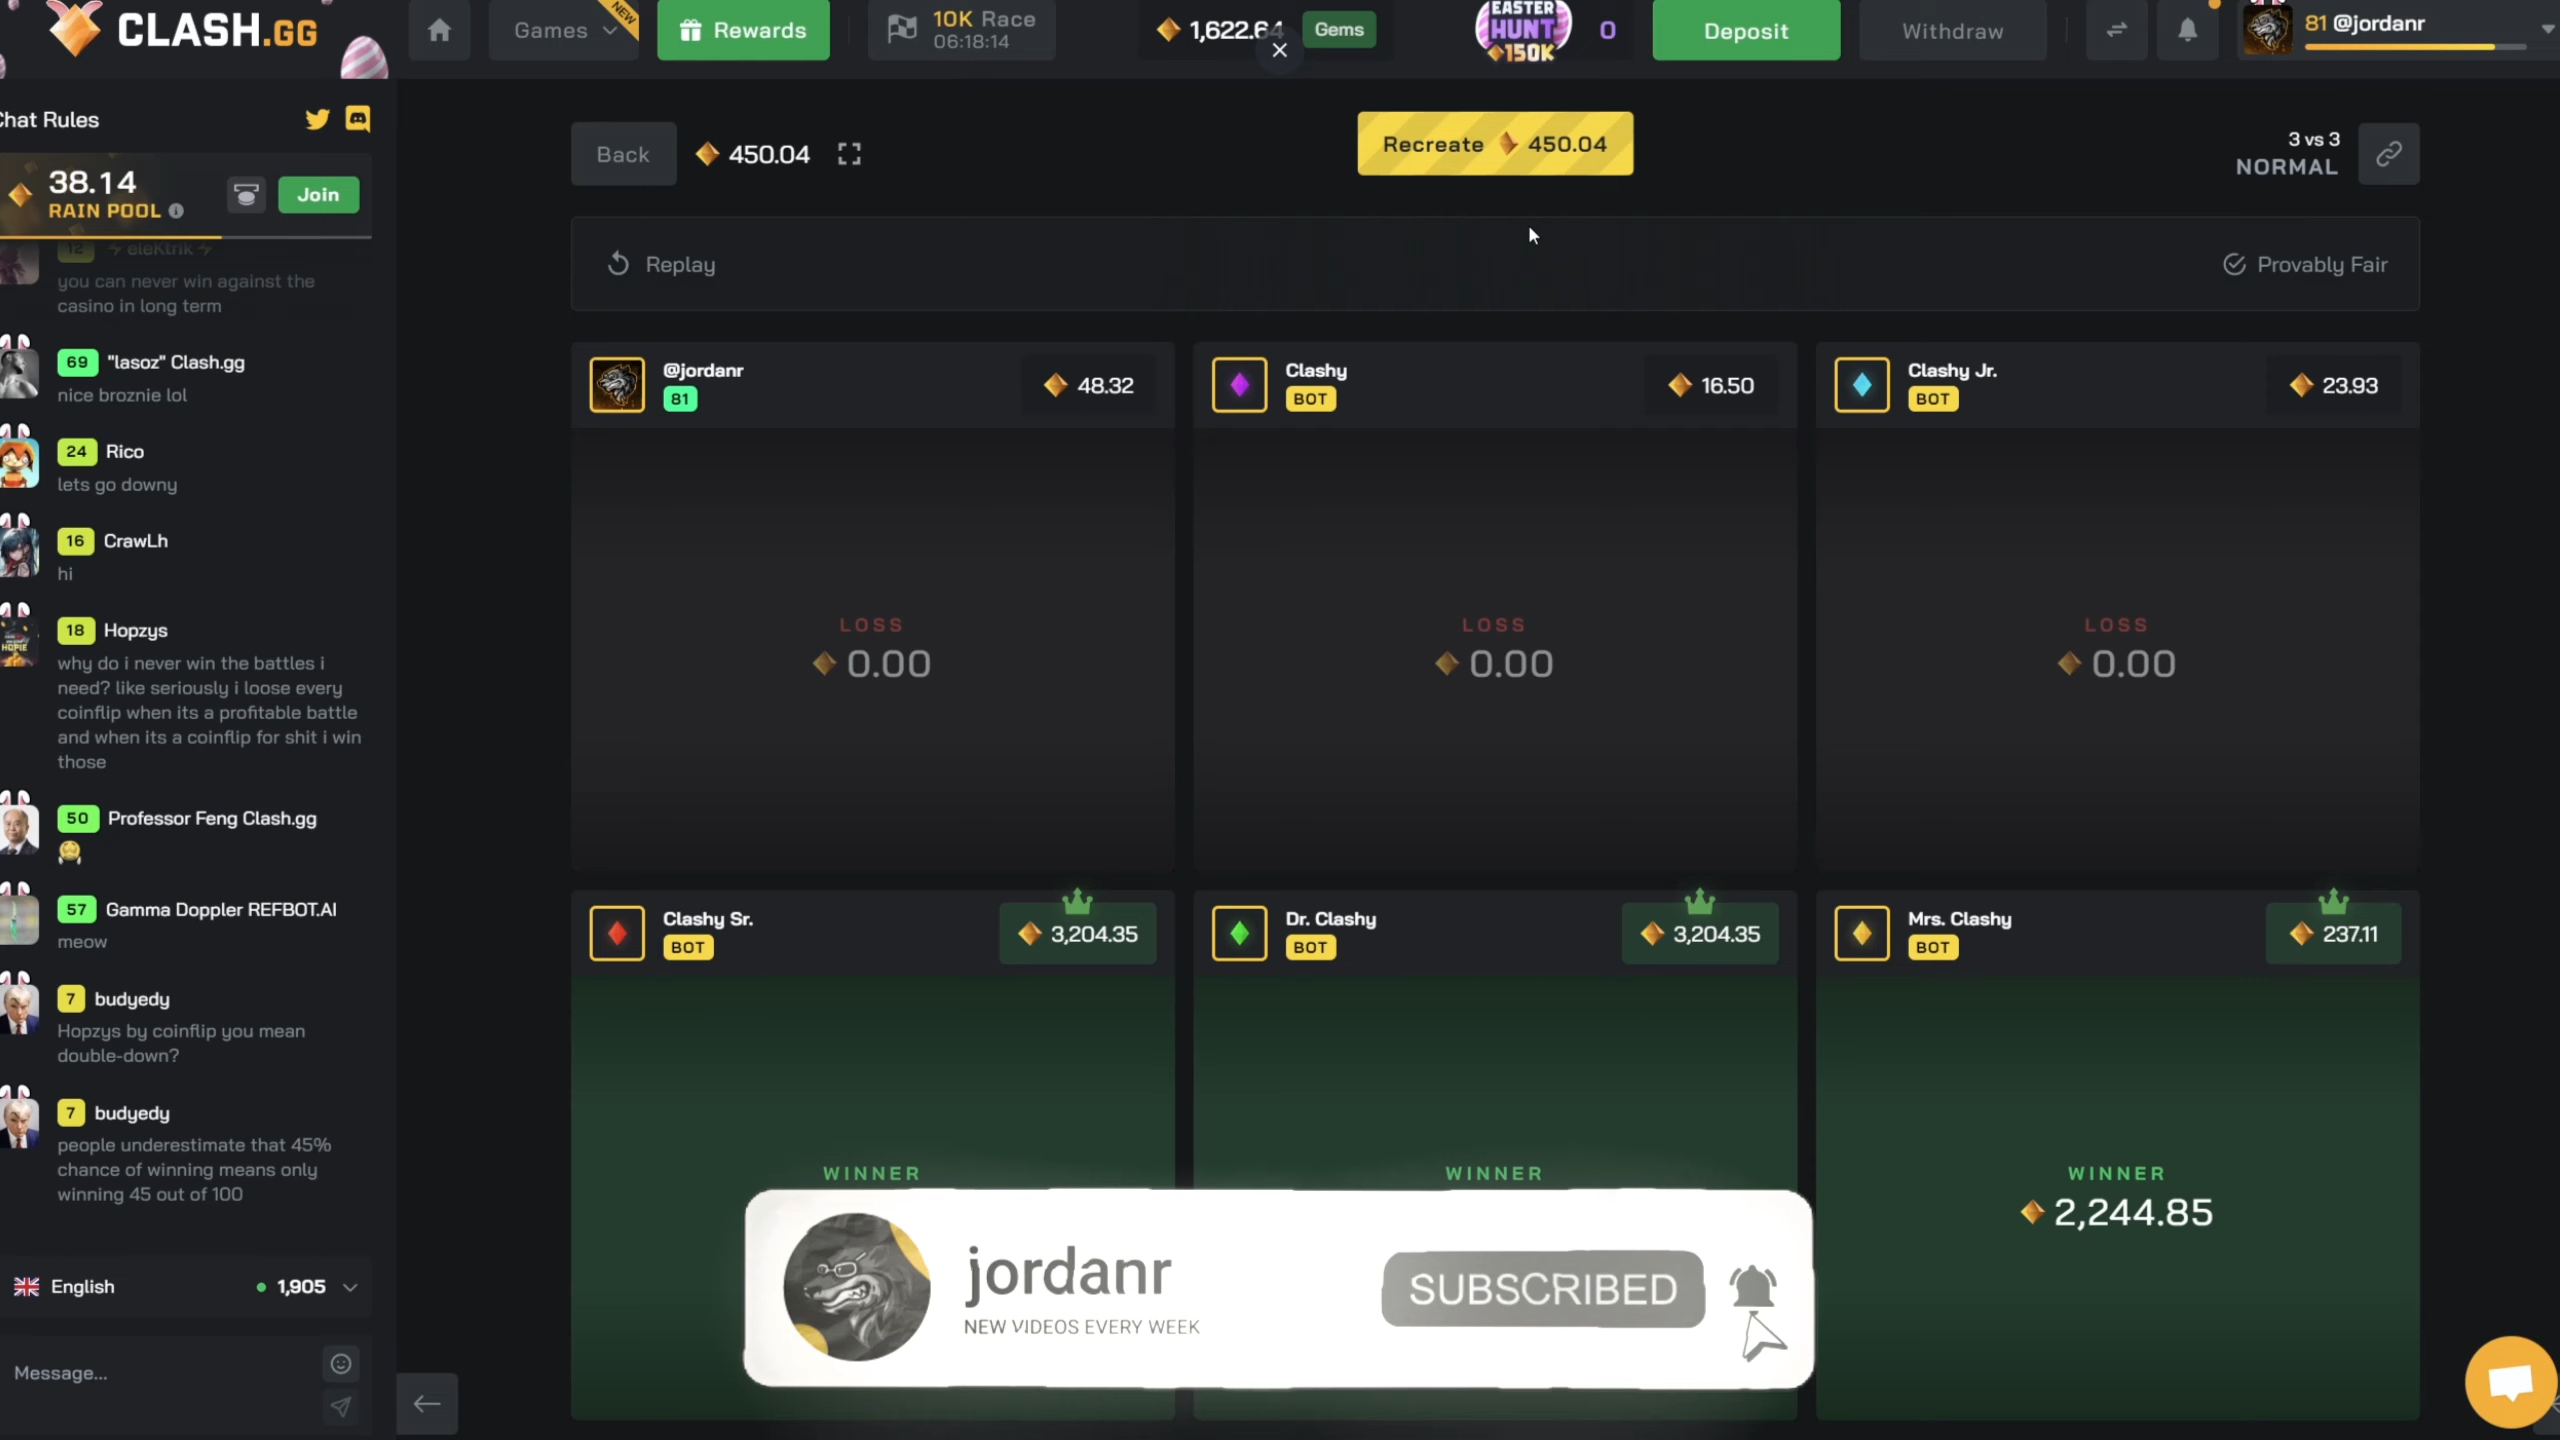 CLASH.GG
Games
NEW
Rewards
10K Race
06:18:14
1,622.64
Gems
EASTER
HUNT
150K
0
Deposit
Withdraw
81 @jordanr
Chat Rules
38.14
RAIN POOL
Join
12 eleKtrik
you can never win against the
casino in long term
69 "lasoz" Clash.gg
nice broznie lol
24 Rico
lets go downy
16 CrawLh
hi
18 Hopzys
why do i never win the battles i
need? like seriously i loose every
coinflip when its a profitable battle
and when its a coinflip for shit i win
those
50 Professor Feng Clash.gg
57 Gamma Doppler REFBOT.AI
meow
7 budyedy
Hopzys by coinflip you mean
double-down?
7 budyedy
people underestimate that 45%
chance of winning means only
winning 45 out of 100
English
1,905
Message...
Back
450.04
Recreate 450.04
3 vs 3
NORMAL
Replay
Provably Fair
@jordanr
81
48.32
LOSS
0.00
Clashy
BOT
16.50
LOSS
0.00
Clashy Jr.
BOT
23.93
LOSS
0.00
Clashy Sr.
BOT
3,204.35
WINNER
Dr. Clashy
BOT
3,204.35
WINNER
Mrs. Clashy
BOT
237.11
WINNER
2,244.85
jordanr
NEW VIDEOS EVERY WEEK
SUBSCRIBED